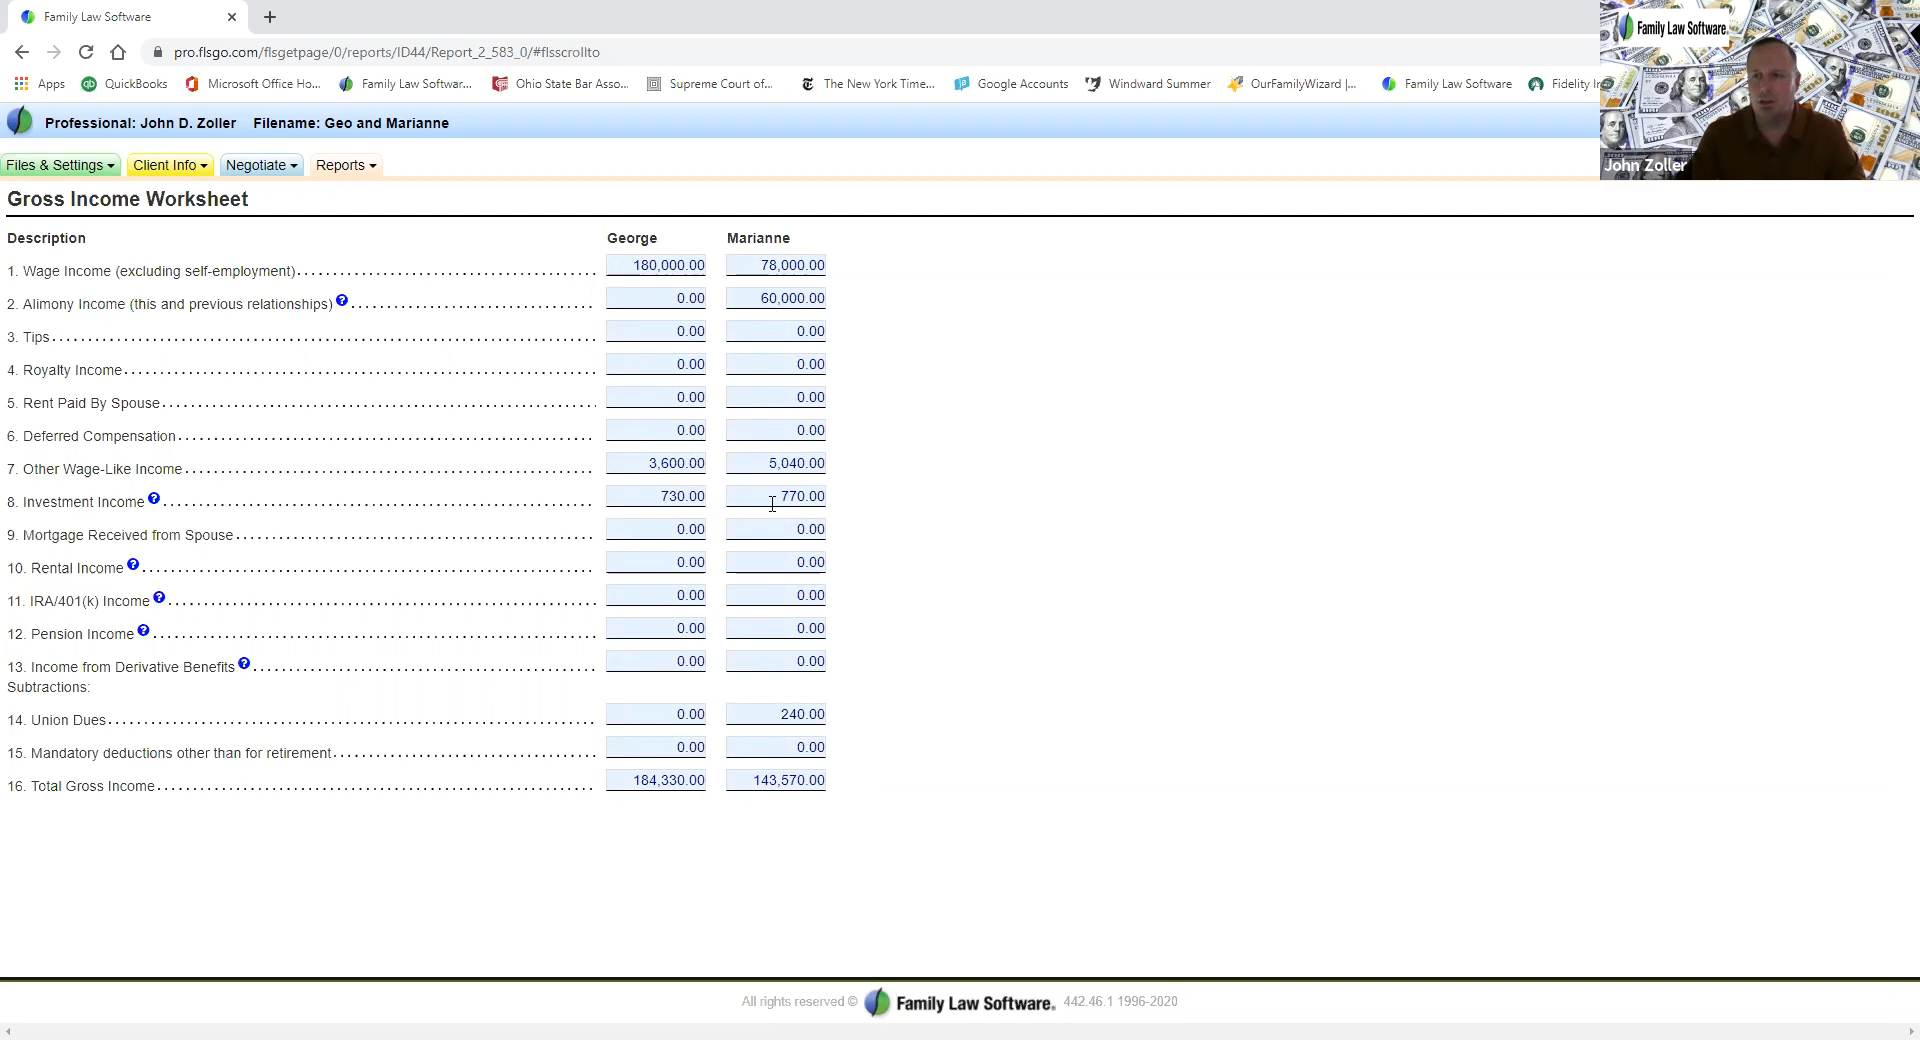 Family Law Software
pro.flsgo.com/flsgetpage/0/reports/ID44/Report_2_583_0/#flsscrollto
Apps QuickBooks Microsoft Office Ho... Family Law Softwar... Ohio State Bar Asso... Supreme Court of... The New York Time... Google Accounts Windward Summer OurFamilyWizard |... Family Law Software Fidelity
Family Law Software.
John Zoller
Professional: John D. Zoller Filename: Geo and Marianne
Files & Settings Client Info Negotiate Reports
Gross Income Worksheet
Description George Marianne
1. Wage Income (excluding self-employment) 180,000.00 78,000.00
2. Alimony Income (this and previous relationships) ? 0.00 60,000.00
3. Tips 0.00 0.00
4. Royalty Income 0.00 0.00
5. Rent Paid By Spouse 0.00 0.00
6. Deferred Compensation 0.00 0.00
7. Other Wage-Like Income 3,600.00 5,040.00
8. Investment Income ? 730.00 770.00
9. Mortgage Received from Spouse 0.00 0.00
10. Rental Income ? 0.00 0.00
11. IRA/401(k) Income ? 0.00 0.00
12. Pension Income ? 0.00 0.00
13. Income from Derivative Benefits ? 0.00 0.00
Subtractions:
14. Union Dues 0.00 240.00
15. Mandatory deductions other than for retirement 0.00 0.00
16. Total Gross Income 184,330.00 143,570.00
All rights reserved © Family Law Software. 442.46.1 1996-2020